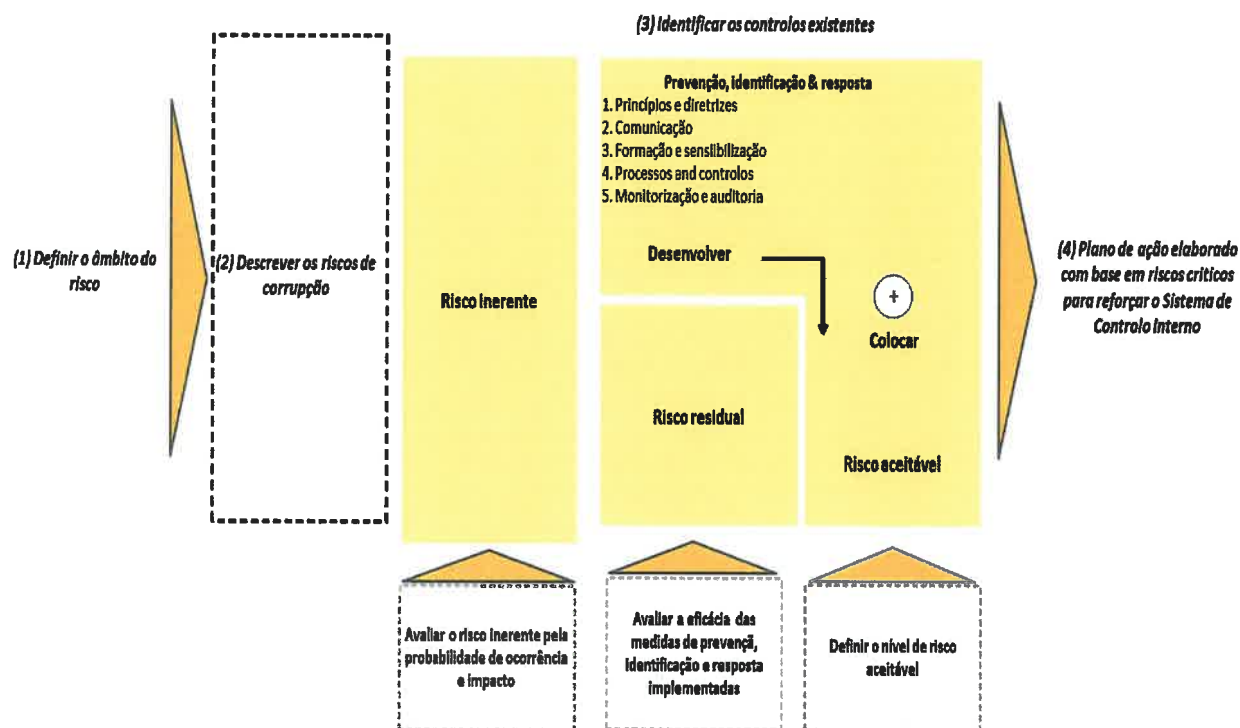 (3) Identificar os controlos existentes
Prevenção, identificação & resposta
1. Princípios e diretrizes
2. Comunicação
3. Formação e sensiibilização
4. Processos and controlos
5. Monitorização e auditoria
(1) Definir o âmbito do
risco
(2) Descrever os riscos de
corrupção
Risco inerente
Desenvolver
+
Colocar
Risco residual
Risco aceitável
(4) Plano de ação elaborado
com base em riscos críticos
para reforçar o Sistema de
Controlo interno
Avaliar o risco inerente pela
probabilidade de ocorrência
e impacto
Avaliar a eficácia das
medidas de prevençã,
identificação e resposta
implementadas
Definir o nível de risco
aceitável